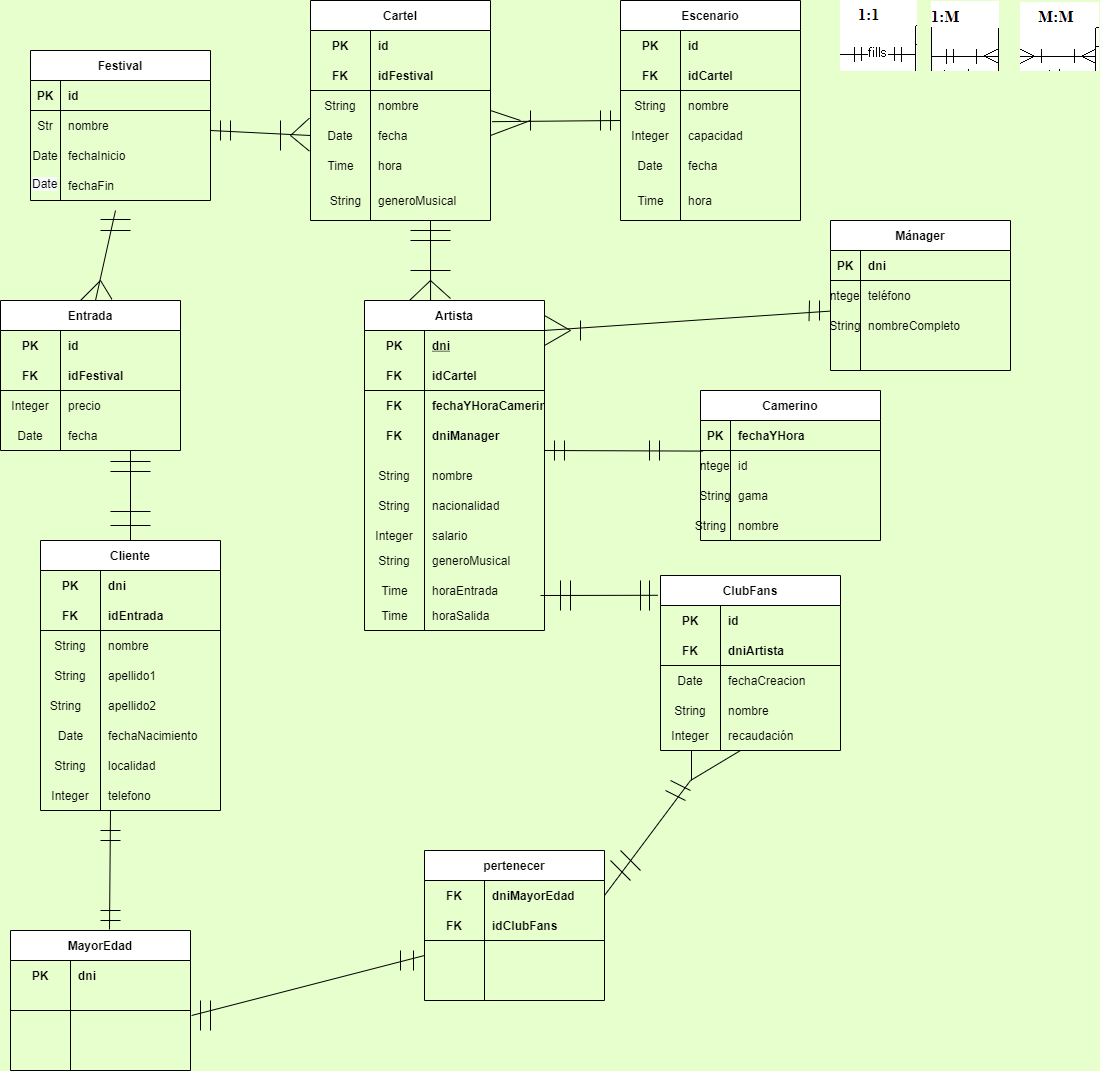 1:1
fills
1:M
M:M
Festival
PK id
Str nombre
Date fechaInicio
Date fechaFin
Cartel
PK id
FK idFestival
String nombre
Date fecha
Time hora
String generoMusical
Escenario
PK id
FK idCartel
String nombre
Integer capacidad
Date fecha
Time hora
Mánager
PK dni
ntege teléfono
String nombreCompleto
Entrada
PK id
FK idFestival
Integer precio
Date fecha
Artista
PK dni
FK idCartel
FK fechaYHoraCamerin
FK dniManager
String nombre
String nacionalidad
Integer salario
String generoMusical
Time horaEntrada
Time horaSalida
Camerino
PK fechaYHora
ntege id
String gama
String nombre
Cliente
PK dni
FK idEntrada
String nombre
String apellido1
String apellido2
Date fechaNacimiento
String localidad
Integer telefono
ClubFans
PK id
FK dniArtista
Date fechaCreacion
String nombre
Integer recaudación
pertenecer
FK dniMayorEdad
FK idClubFans
MayorEdad
PK dni